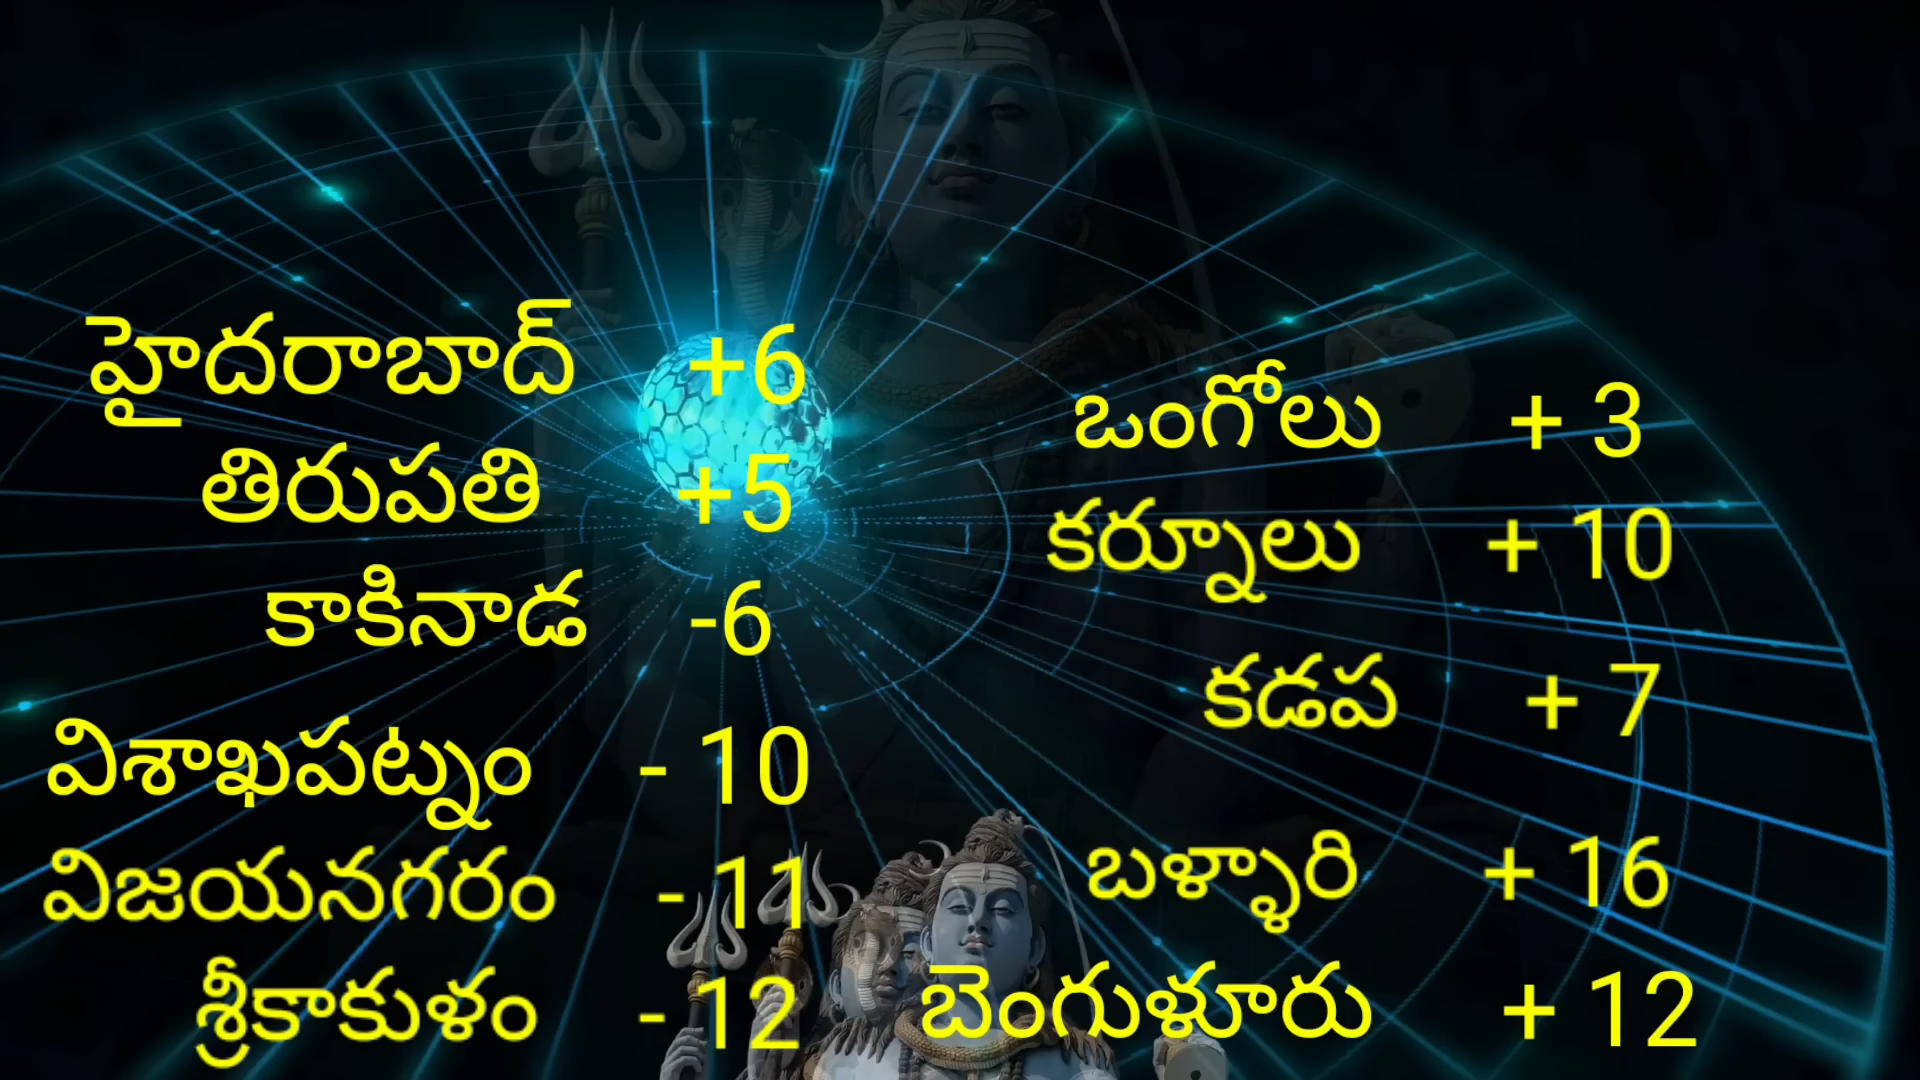 హైదరాబాద్ +6
తిరుపతి +5
కాకినాడ -6
విశాఖపట్నం - 10
విజయనగరం - 11
శ్రీకాకుళం - 12
ఒంగోలు + 3
కర్నూలు + 10
కడప + 7
బళ్ళారి + 16
బెంగుళూరు + 12